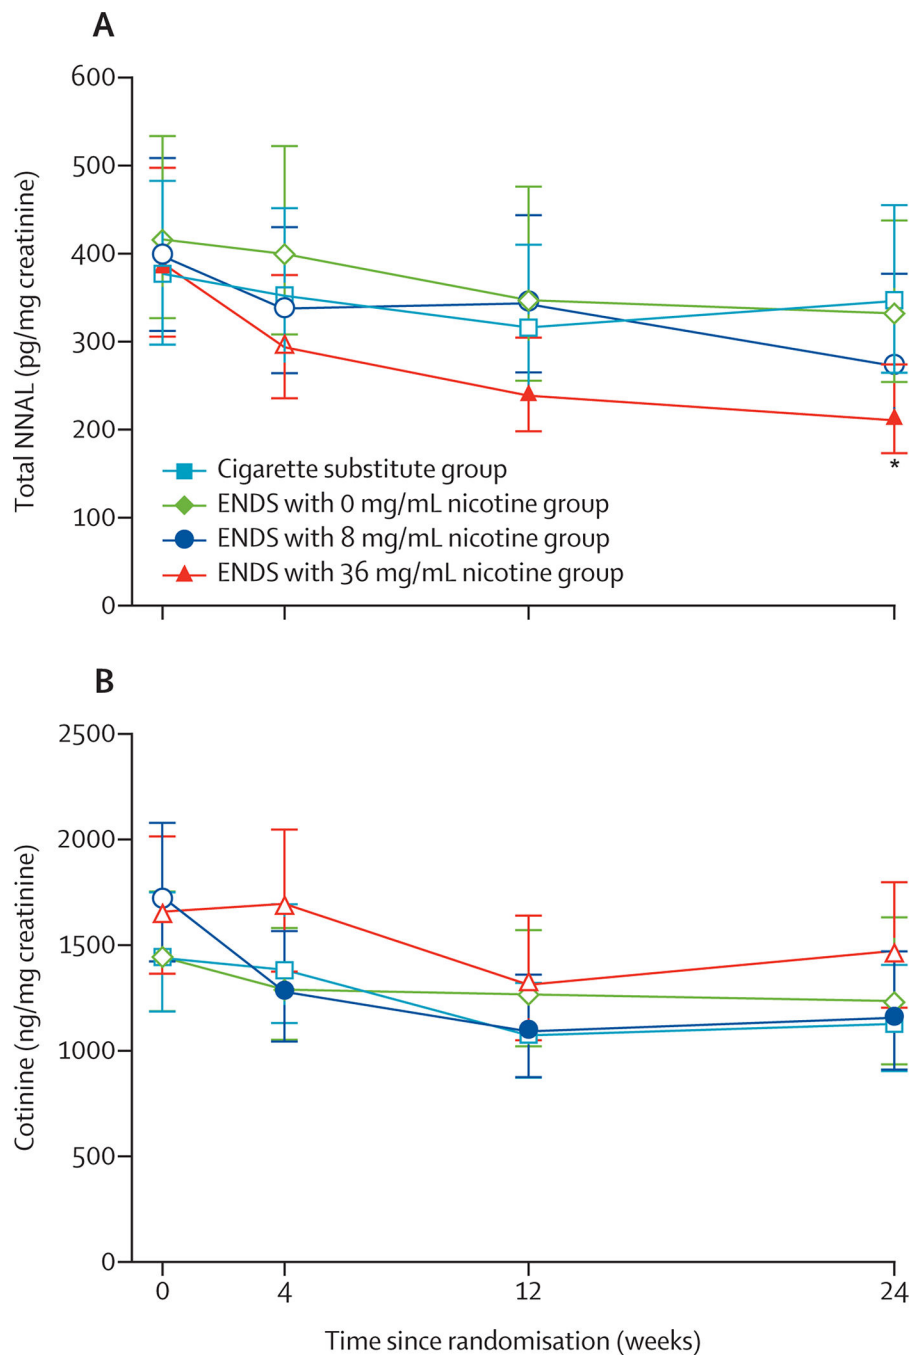 A
600
500
400
300
200
100
0
Total NNAL (pg/mg creatinine)
*
Cigarette substitute group
ENDS with 0 mg/mL nicotine group
ENDS with 8 mg/mL nicotine group
ENDS with 36 mg/mL nicotine group
B
2500
2000
1500
1000
500
0
Cotinine (ng/mg creatinine)
0 4 12 24
Time since randomisation (weeks)